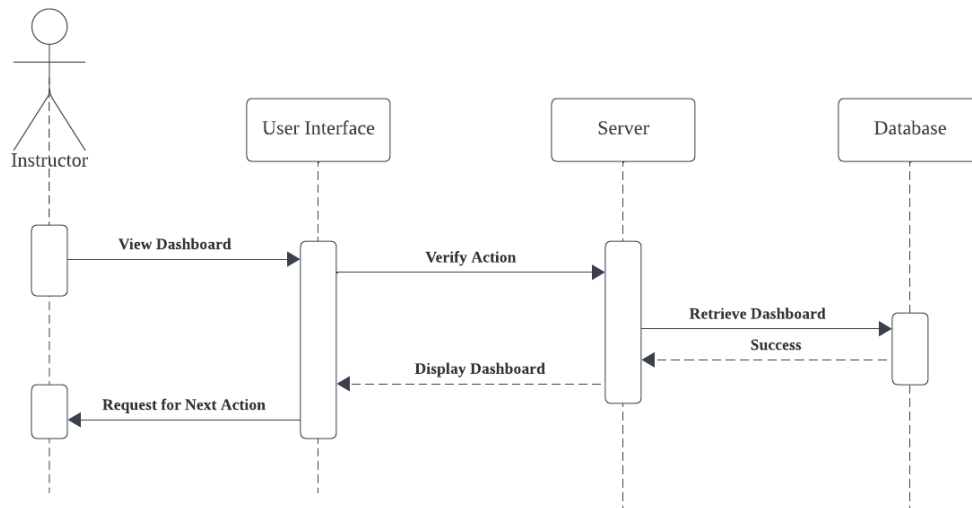 Instructor
User Interface
Server
Database
View Dashboard
Verify Action
Retrieve Dashboard
Success
Display Dashboard
Request for Next Action